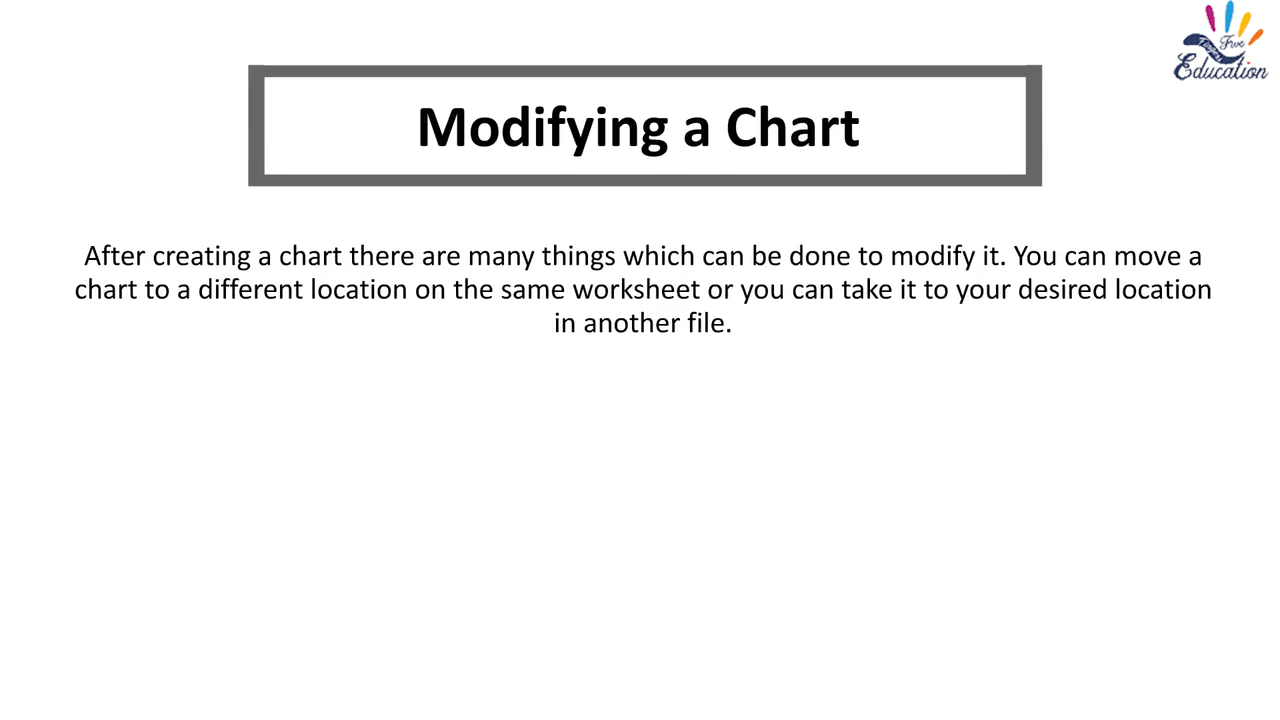 Five
Fingers
Education
Modifying a Chart
After creating a chart there are many things which can be done to modify it. You can move a
chart to a different location on the same worksheet or you can take it to your desired location
in another file.